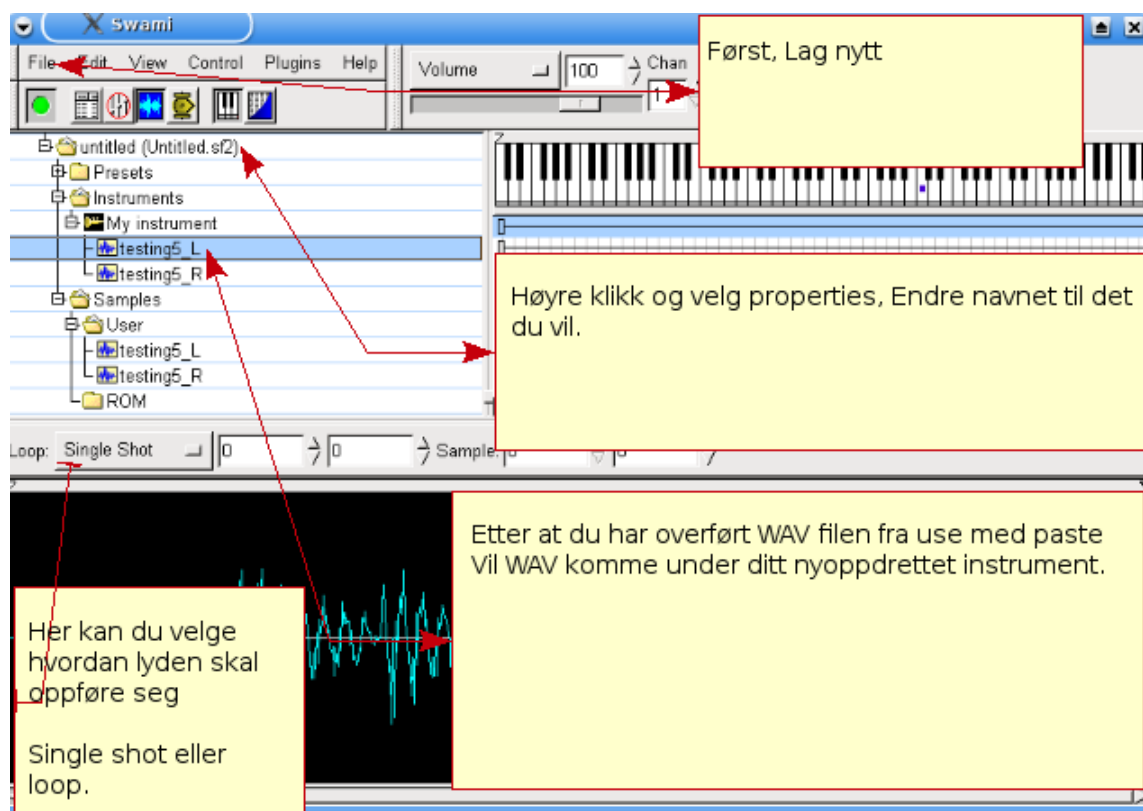 Swami
File Edit View Control Plugins Help
Volume 100 Chan
1
Først, Lag nytt
untitled (Untitled.sf2)
Presets
Instruments
My instrument
testing5_L
testing5_R
Samples
User
testing5_L
testing5_R
ROM
Høyre klikk og velg properties, Endre navnet til det
du vil.
Loop: Single Shot 0 0 Sample: 0 0
Etter at du har overført WAV filen fra use med paste
Vil WAV komme under ditt nyoppdrettet instrument.
Her kan du velge
hvordan lyden skal
oppføre seg
Single shot eller
loop.